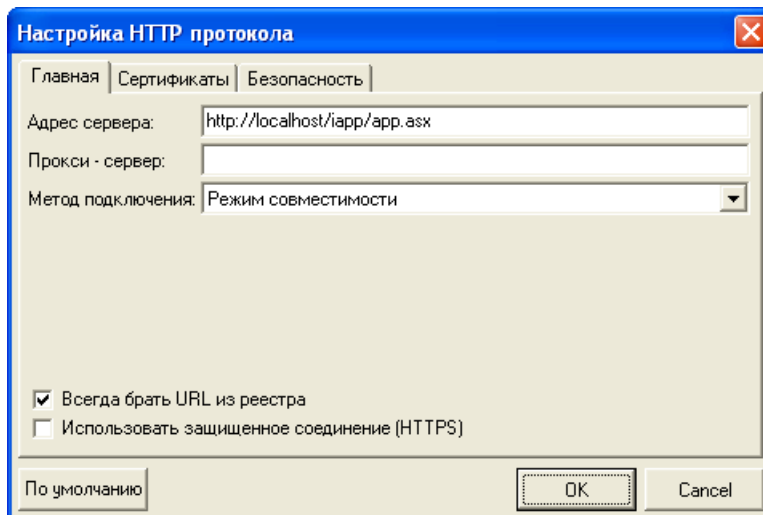 Настройка HTTP протокола
Главная Сертификаты Безопасность
Адрес сервера: http://localhost/iapp/app.asx
Прокси - сервер:
Метод подключения: Режим совместимости
Всегда брать URL из реестра
Использовать защищенное соединение (HTTPS)
По умолчанию OK Cancel